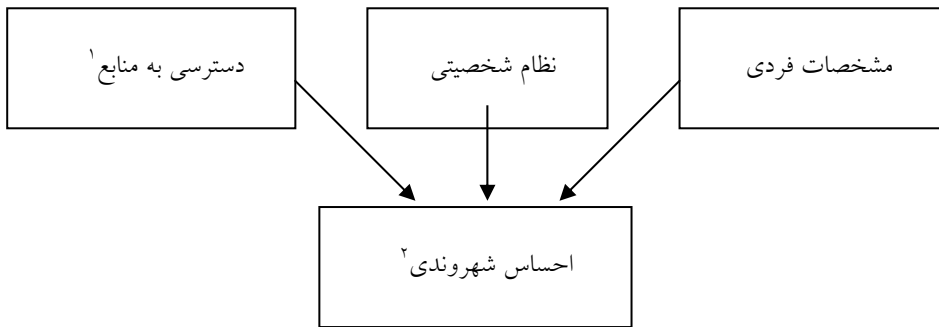 مشخصات فردی
نظام شخصیتی
دسترسی به منابع۱
احساس شهروندی۲